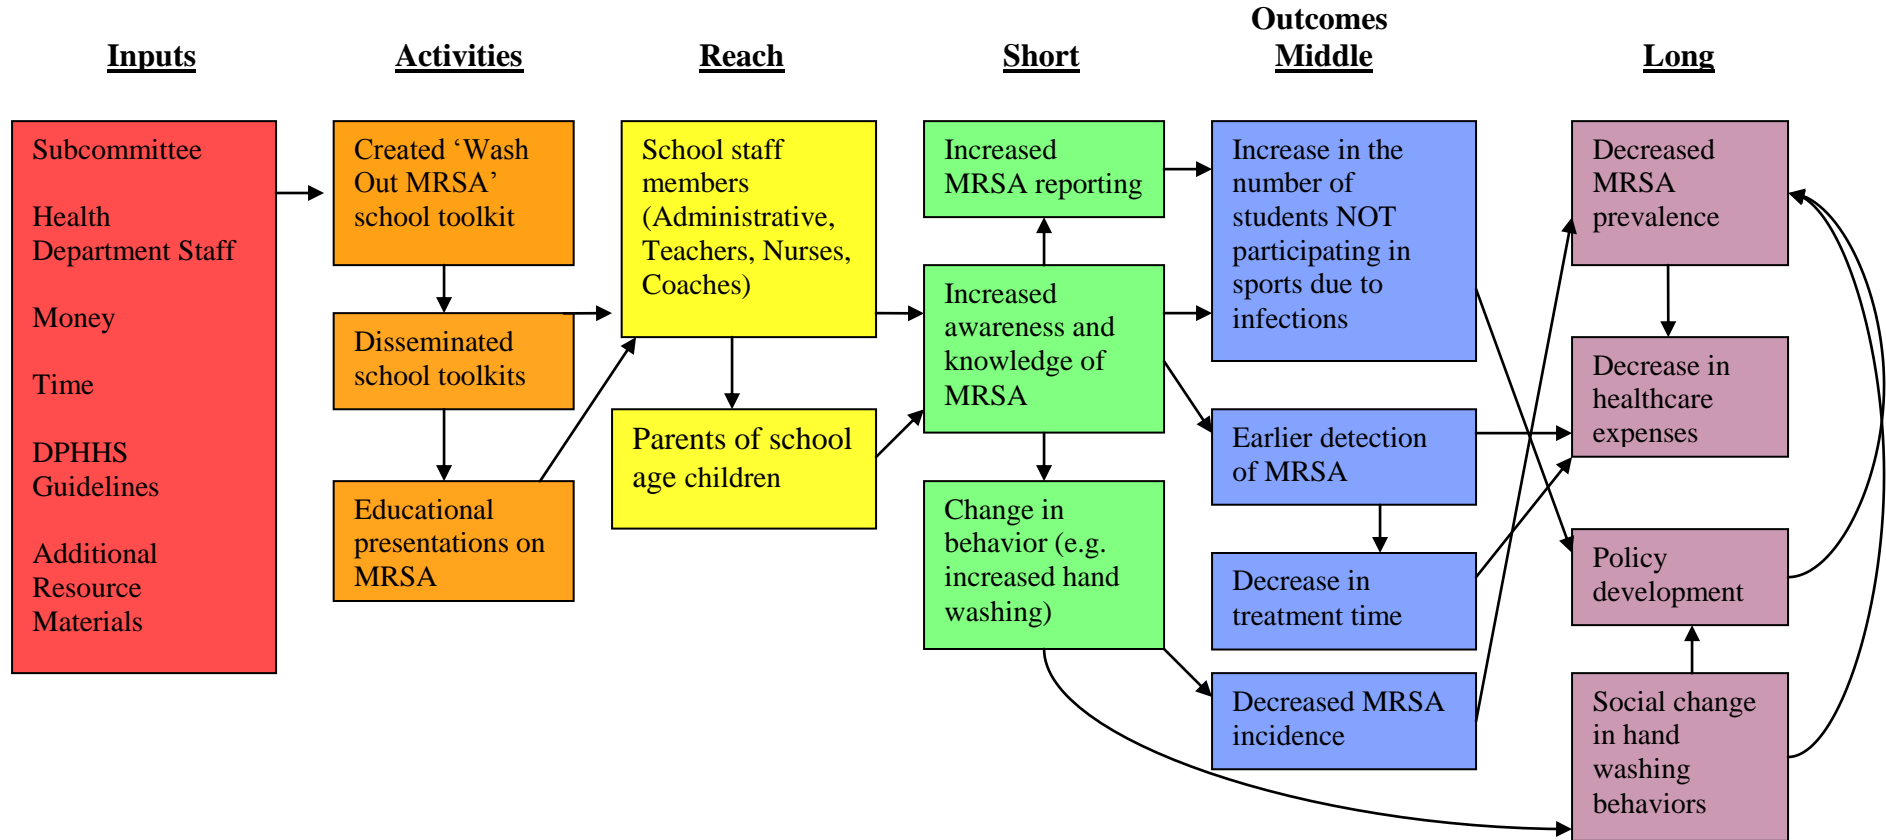 Outcomes
Inputs
Activities
Reach
Short
Middle
Long
Subcommittee
Health
Department Staff
Money
Time
DPHHS
Guidelines
Additional
Resource
Materials
Created ‘Wash
Out MRSA’
school toolkit
Disseminated
school toolkits
Educational
presentations on
MRSA
School staff
members
(Administrative,
Teachers, Nurses,
Coaches)
Parents of school
age children
Increased
MRSA reporting
Increased
awareness and
knowledge of
MRSA
Change in
behavior (e.g.
increased hand
washing)
Increase in the
number of
students NOT
participating in
sports due to
infections
Earlier detection
of MRSA
Decrease in
treatment time
Decreased MRSA
incidence
Decreased
MRSA
prevalence
Decrease in
healthcare
expenses
Policy
development
Social change
in hand
washing
behaviors